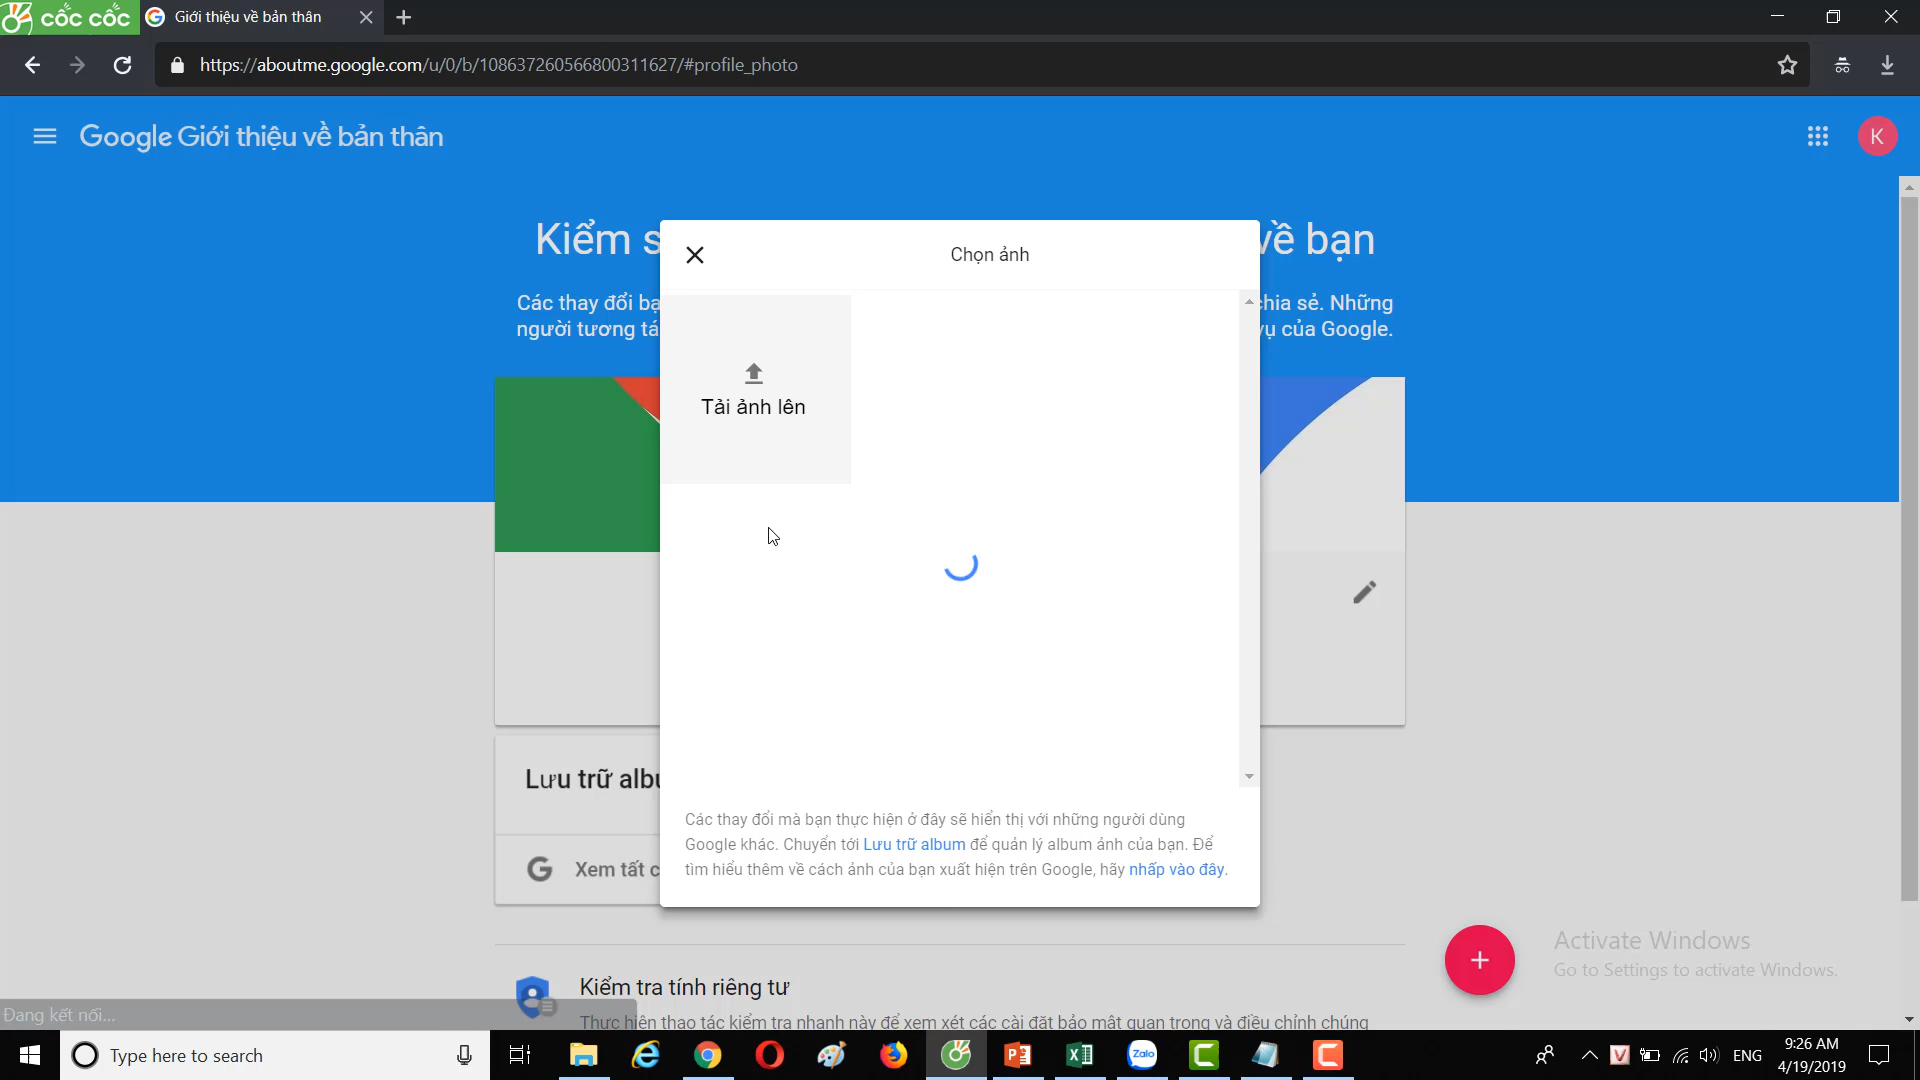 cốc cốc
Giới thiệu về bản thân
https://aboutme.google.com/u/0/b/108637260566800311627/#profile_photo
Google Giới thiệu về bản thân
K
Kiểm s
về bạn
Chọn ảnh
Các thay đổi bạ
chia sẻ. Những
người tương tá
vụ của Google.
Tải ảnh lên
Lưu trữ albu
Các thay đổi mà bạn thực hiện ở đây sẽ hiển thị với những người dùng
Google khác. Chuyển tới Lưu trữ album để quản lý album ảnh của bạn. Để
tìm hiểu thêm về cách ảnh của bạn xuất hiện trên Google, hãy nhấp vào đây.
Xem tất c
Activate Windows
Go to Settings to activate Windows.
Kiểm tra tính riêng tư
Thực hiện thao tác kiểm tra nhanh này để xem xét các cài đặt bảo mật quan trọng và điều chỉnh chúng
Đang kết nối...
Type here to search
Zalo
ENG
9:26 AM
4/19/2019